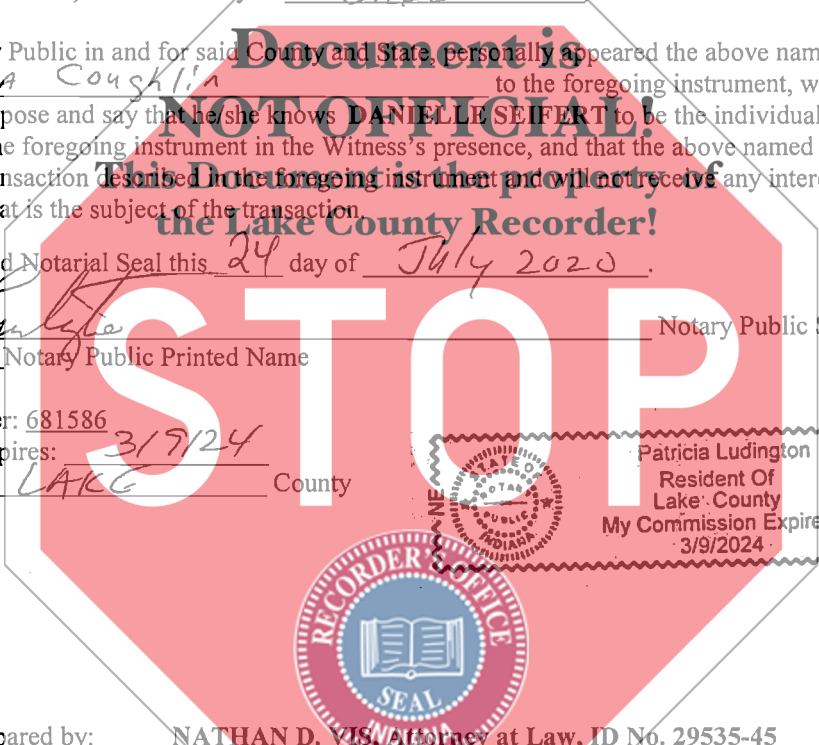 Document is
y Public in and for said County and State, personally appeared the above nam
A Coughlin to the foregoing instrument, w
NOT OFFICIAL!
pose and say that he/she knows DANIELLE SEIFERT to be the individual
e foregoing instrument in the Witness's presence, and that the above named
This Document is the property of
nsaction described in the foregoing instrument and will not receive any inter
at is the subject of the transaction.
the Lake County Recorder!
d Notarial Seal this 24 day of July 2020.
Notary Public S
Notary Public Printed Name
STOP
er: 681586
pires: 3/9/24
LAKE County
NE
STATE OF
NOTARY
PUBLIC
INDIANA
Patricia Ludington
Resident Of
Lake County
My Commission Expire
3/9/2024
RECORDER'S OFFICE
SEAL
INDIANA
pared by: NATHAN D. VIS, Attorney at Law, ID No. 29535-45